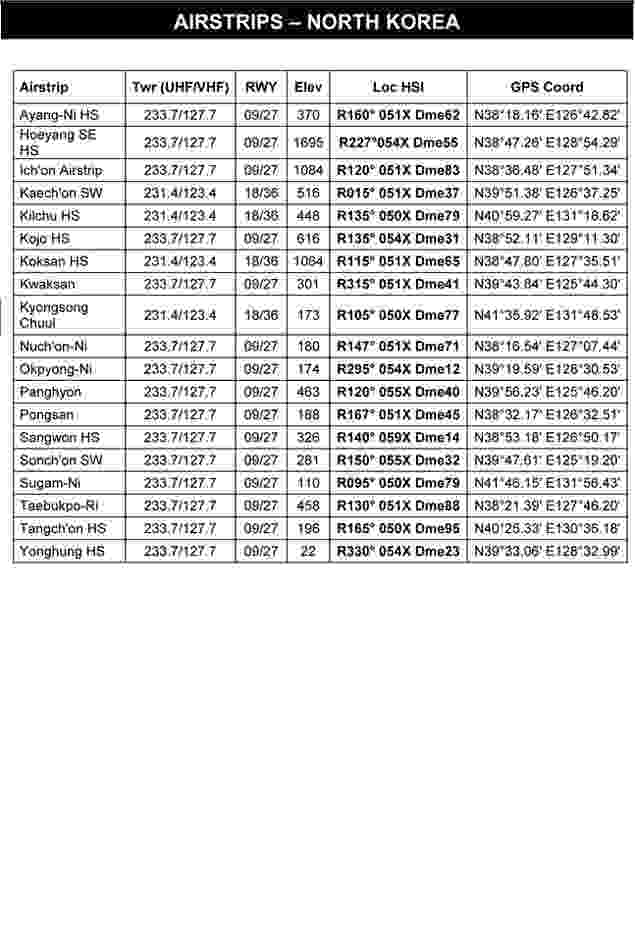 AIRSTRIPS – NORTH KOREA
Airstrip Twr (UHF/VHF) RWY Elev Loc HSI GPS Coord
Ayang-Ni HS 233.7/127.7 09/27 370 R160° 051X Dme62 N38°18.16' E126°42.82'
Hoeyang SE
HS 233.7/127.7 09/27 1695 R227°054X Dme55 N38°47.26' E128°54.29'
Ich'on Airstrip 233.7/127.7 09/27 1084 R120° 051X Dme83 N38°36.48' E127°51.34'
Kaech'on SW 231.4/123.4 18/36 516 R015° 051X Dme37 N39°51.38' E126°37.25'
Kilchu HS 231.4/123.4 18/36 448 R135° 050X Dme79 N40°59.27' E131°18.62'
Kojo HS 233.7/127.7 09/27 616 R135° 054X Dme31 N38°52.11' E129°11.30'
Koksan HS 231.4/123.4 18/36 1064 R115° 051X Dme65 N38°47.80' E127°35.51'
Kwaksan 233.7/127.7 09/27 301 R315° 051X Dme41 N39°43.84' E125°44.30'
Kyongsong
Chuul 231.4/123.4 18/36 173 R105° 050X Dme77 N41°35.92' E131°48.53'
Nuch'on-Ni 233.7/127.7 09/27 180 R147° 051X Dme71 N38°16.54' E127°07.44'
Okpyong-Ni 233.7/127.7 09/27 174 R295° 054X Dme12 N39°19.59' E128°30.53'
Panghyon 233.7/127.7 09/27 463 R120° 055X Dme40 N39°56.23' E125°46.20'
Pongsan 233.7/127.7 09/27 168 R167° 051X Dme45 N38°32.17' E126°32.51'
Sangwon HS 233.7/127.7 09/27 326 R140° 059X Dme14 N38°53.18' E126°50.17'
Sonch'on SW 233.7/127.7 09/27 281 R150° 055X Dme32 N39°47.61' E125°19.20'
Sugam-Ni 233.7/127.7 09/27 110 R095° 050X Dme79 N41°46.15' E131°56.43'
Taebukpo-Ri 233.7/127.7 09/27 458 R130° 051X Dme88 N38°21.39' E127°46.20'
Tangch'on HS 233.7/127.7 09/27 196 R165° 050X Dme95 N40°25.33' E130°35.18'
Yonghung HS 233.7/127.7 09/27 22 R330° 054X Dme23 N39°33.06' E128°32.99'